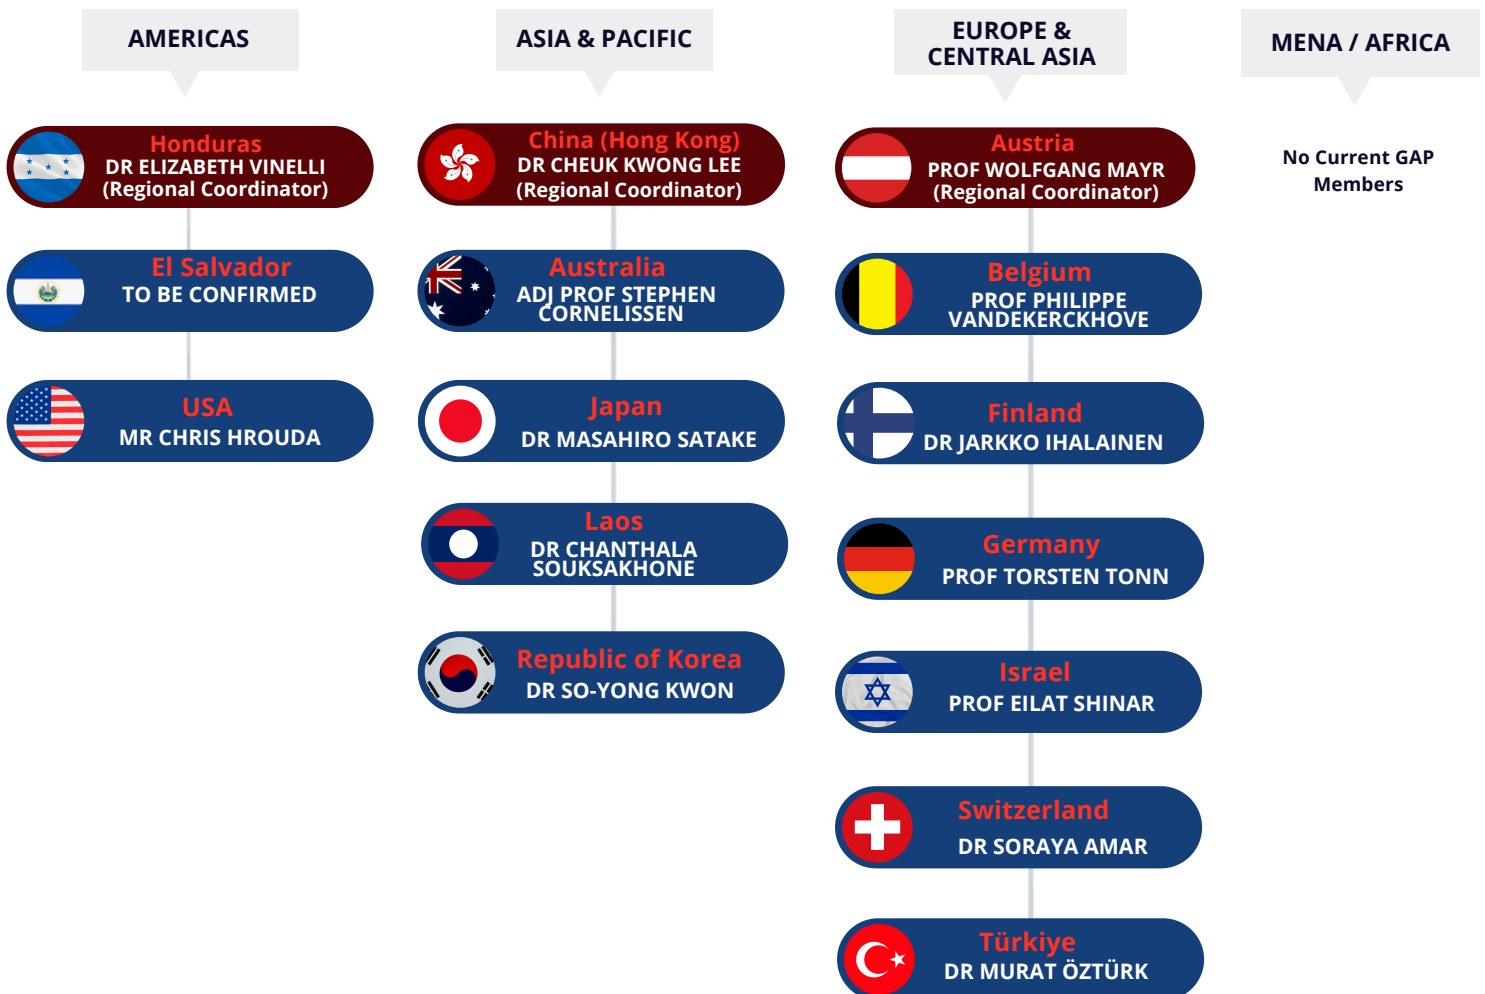 AMERICAS
Honduras
DR ELIZABETH VINELLI
(Regional Coordinator)
El Salvador
TO BE CONFIRMED
USA
MR CHRIS HROUDA
ASIA & PACIFIC
China (Hong Kong)
DR CHEUK KWONG LEE
(Regional Coordinator)
Australia
ADJ PROF STEPHEN
CORNELISSEN
Japan
DR MASAHIRO SATAKE
Laos
DR CHANTHALA
SOUKSAKHONE
Republic of Korea
DR SO-YONG KWON
EUROPE &
CENTRAL ASIA
Austria
PROF WOLFGANG MAYR
(Regional Coordinator)
Belgium
PROF PHILIPPE
VANDEKERCKHOVE
Finland
DR JARKKO IHALAINEN
Germany
PROF TORSTEN TONN
Israel
PROF EILAT SHINAR
Switzerland
DR SORAYA AMAR
Türkiye
DR MURAT ÖZTÜRK
MENA / AFRICA
No Current GAP
Members